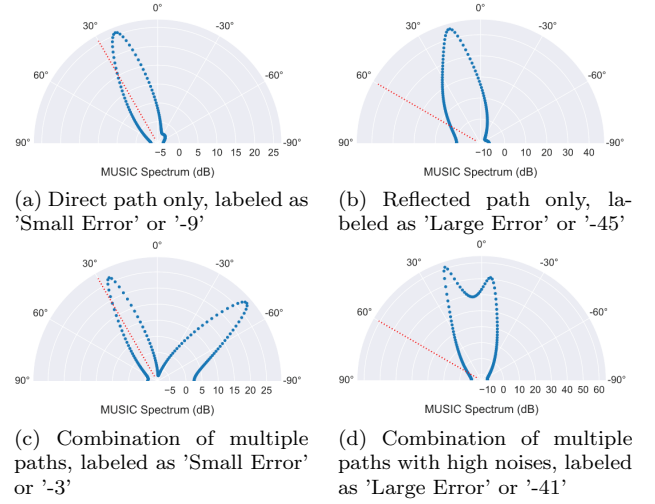 0°
30°
-30°
60°
-60°
90°
-90°
−5 0 5 10 15 20 25
MUSIC Spectrum (dB)
(a) Direct path only, labeled as
'Small Error' or '-9'
0°
30°
-30°
60°
-60°
90°
-90°
−10 0 10 20 30 40
MUSIC Spectrum (dB)
(b) Reflected path only, la-
beled as 'Large Error' or '-45'
0°
30°
-30°
60°
-60°
90°
-90°
−5 0 5 10 15 20 25
MUSIC Spectrum (dB)
(c) Combination of multiple
paths, labeled as 'Small Error'
or '-3'
0°
30°
-30°
60°
-60°
90°
-90°
−10 0 10 20 30 40 50 60
MUSIC Spectrum (dB)
(d) Combination of multiple
paths with high noises, labeled
as 'Large Error' or '-41'